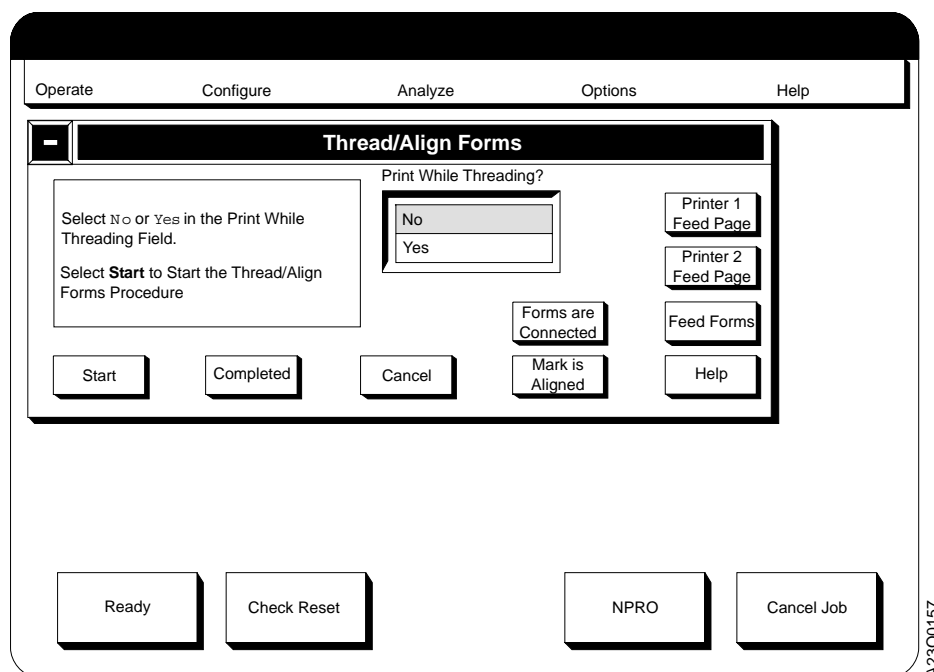 Operate Configure Analyze Options Help
Thread/Align Forms
Print While Threading?
Select No or Yes in the Print While
Threading Field.
Select Start to Start the Thread/Align
Forms Procedure
No
Yes
Printer 1
Feed Page
Printer 2
Feed Page
Forms are
Connected
Feed Forms
Start
Completed
Cancel
Mark is
Aligned
Help
Ready
Check Reset
NPRO
Cancel Job
A23O0157